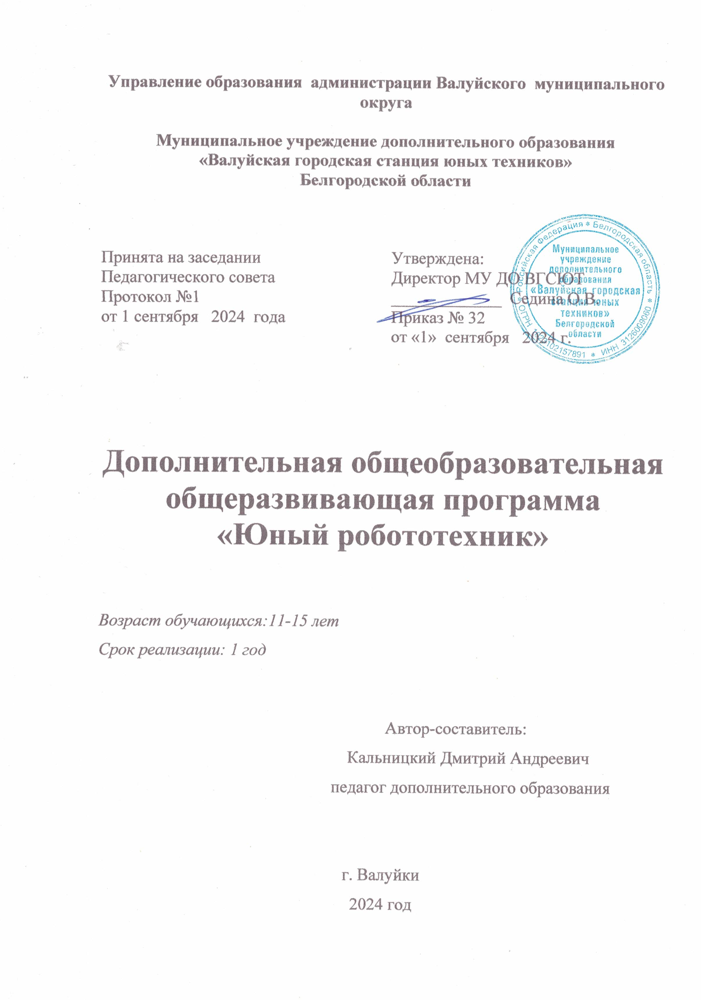 Управление образования администрации Валуйского муниципального
округа
Муниципальное учреждение дополнительного образования
«Валуйская городская станция юных техников»
Белгородской области
Принята на заседании
Педагогического совета
Протокол №1
от 1 сентября 2024 года
Утверждена:
Директор МУ ДО ВГСЮТ
Седина О.В.
Приказ № 32
от «1» сентября 2024 г.
Российская Федерация * Белгородская область *
ИНН 3126009060 *
Муниципальное
учреждение
дополнительного
образования
«Валуйская городская
станция юных
техников»
Белгородской
области
Дополнительная общеобразовательная
общеразвивающая программа
«Юный робототехник»
Возраст обучающихся:11-15 лет
Срок реализации: 1 год
Автор-составитель:
Кальницкий Дмитрий Андреевич
педагог дополнительного образования
г. Валуйки
2024 год